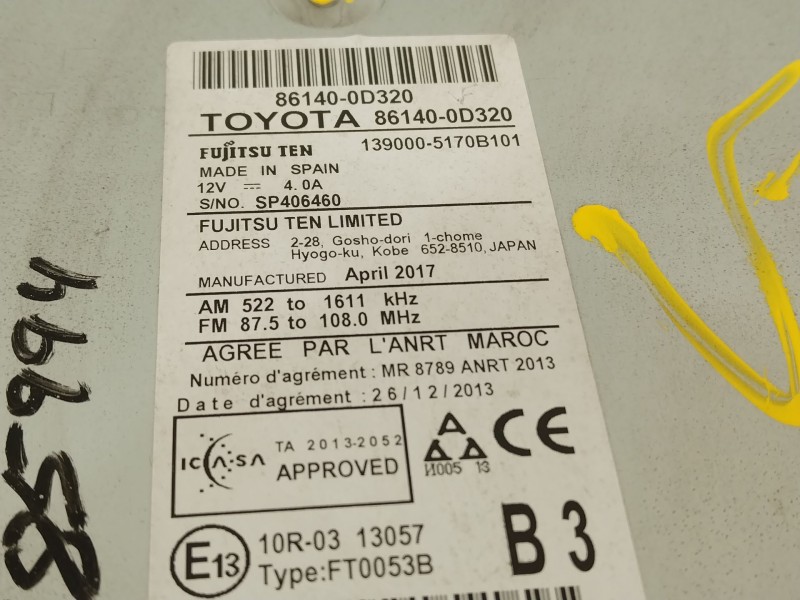 86140-0D320
TOYOTA 86140-0D320
FUJITSU TEN 139000-5170B101
MADE IN SPAIN
12V ⎓ 4.0A
S/NO. SP406460
FUJITSU TEN LIMITED
ADDRESS 2-28, Gosho-dori 1-chome
Hyogo-ku, Kobe 652-8510, JAPAN
MANUFACTURED April 2017
AM 522 to 1611 kHz
FM 87.5 to 108.0 MHz
AGREE PAR L'ANRT MAROC
Numéro d'agrément: MR 8789 ANRT 2013
Date d'agrément : 26/12/2013
ICASA TA 2013-2052
APPROVED
И005 13
CE
E13 10R-03 13057
Type:FT0053B
B3
85994